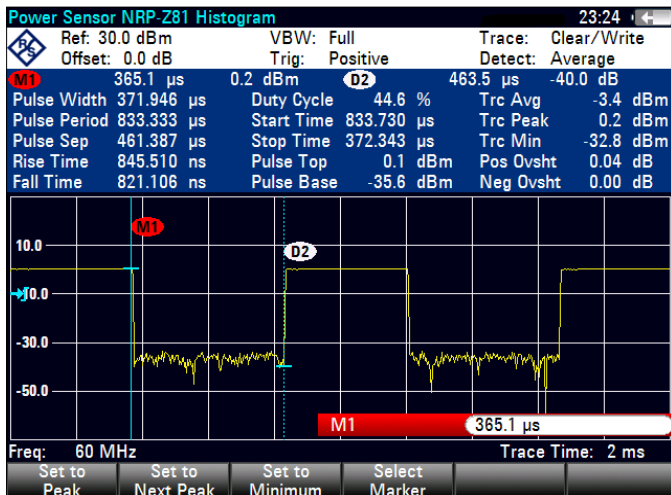 Power Sensor NRP-Z81 Histogram 23:24
R&S Ref: 30.0 dBm VBW: Full Trace: Clear/Write
Offset: 0.0 dB Trig: Positive Detect: Average
M1 365.1 µs 0.2 dBm D2 463.5 µs -40.0 dB
Pulse Width 371.946 µs Duty Cycle 44.6 % Trc Avg -3.4 dBm
Pulse Period 833.333 µs Start Time 833.730 µs Trc Peak 0.2 dBm
Pulse Sep 461.387 µs Stop Time 372.343 µs Trc Min -32.8 dBm
Rise Time 845.510 ns Pulse Top 0.1 dBm Pos Ovsht 0.04 dB
Fall Time 821.106 ns Pulse Base -35.6 dBm Neg Ovsht 0.00 dB
M1
10.0
D2
-10.0
-30.0
-50.0
M1 365.1 µs
Freq: 60 MHz Trace Time: 2 ms
Set to Peak
Set to Next Peak
Set to Minimum
Select Marker